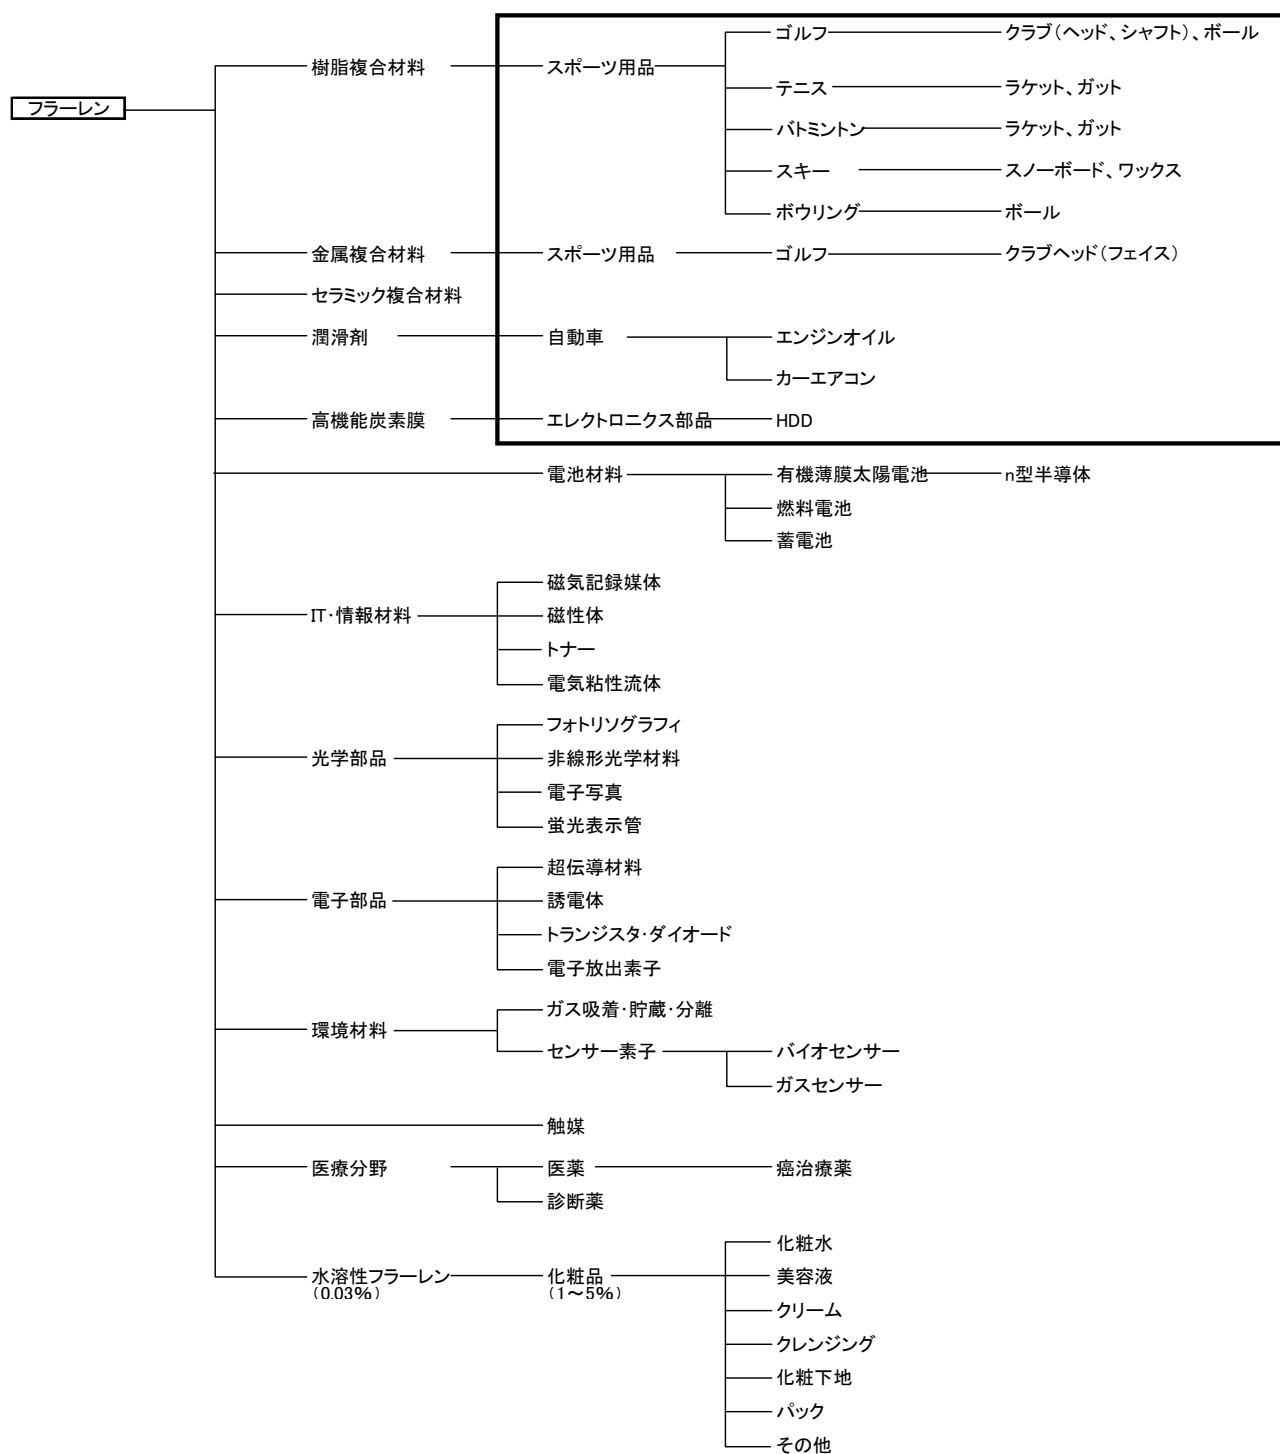 ゴルフ クラブ(ヘッド、シャフト)、ボール
樹脂複合材料 スポーツ用品
テニス ラケット、ガット
フラーレン
バトミントン ラケット、ガット
スキー スノーボード、ワックス
ボウリング ボール
金属複合材料 スポーツ用品 ゴルフ クラブヘッド(フェイス)
セラミック複合材料
潤滑剤 自動車 エンジンオイル
カーエアコン
高機能炭素膜 エレクトロニクス部品 HDD
電池材料 有機薄膜太陽電池 n型半導体
燃料電池
蓄電池
磁気記録媒体
IT・情報材料 磁性体
トナー
電気粘性流体
フォトリソグラフィ
光学部品 非線形光学材料
電子写真
蛍光表示管
超伝導材料
電子部品 誘電体
トランジスタ・ダイオード
電子放出素子
ガス吸着・貯蔵・分離
環境材料
センサー素子 バイオセンサー
ガスセンサー
触媒
医療分野 医薬 癌治療薬
診断薬
化粧水
水溶性フラーレン 化粧品 美容液
(0.03%) (1~5%)
クリーム
クレンジング
化粧下地
パック
その他